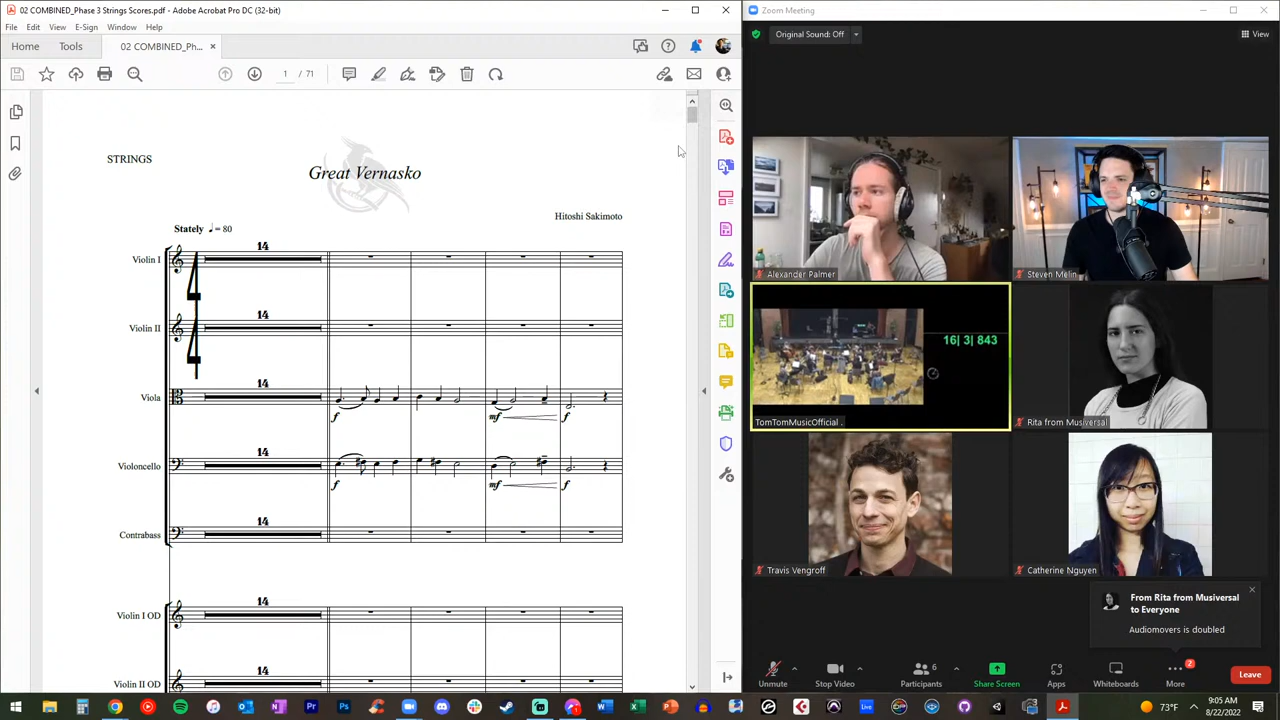 02 COMBINED_Phase 3 Strings Scores.pdf - Adobe Acrobat Pro DC (32-bit)
File Edit View E-Sign Window Help
Home Tools 02 COMBINED_Ph... ×
1 / 71
STRINGS
Great Vernasko
Hitoshi Sakimoto
Stately ♩ = 80
14
Violin I
4
4
14
Violin II
14
Viola
f mf f
14
Violoncello
f mf f
14
Contrabass
14
Violin I OD
14
Violin II OD
Zoom Meeting
Original Sound: Off
View
Alexander Palmer
Steven Melin
16| 3| 843
TomTomMusicOfficial .
Rita from Musiversal
Travis Vengroff
Catherine Nguyen
From Rita from Musiversal
to Everyone
Audiomovers is doubled
Unmute
Stop Video
6
Participants
Share Screen
Apps
Whiteboards
2
More
Leave
Live
73°F
9:05 AM
8/22/2022